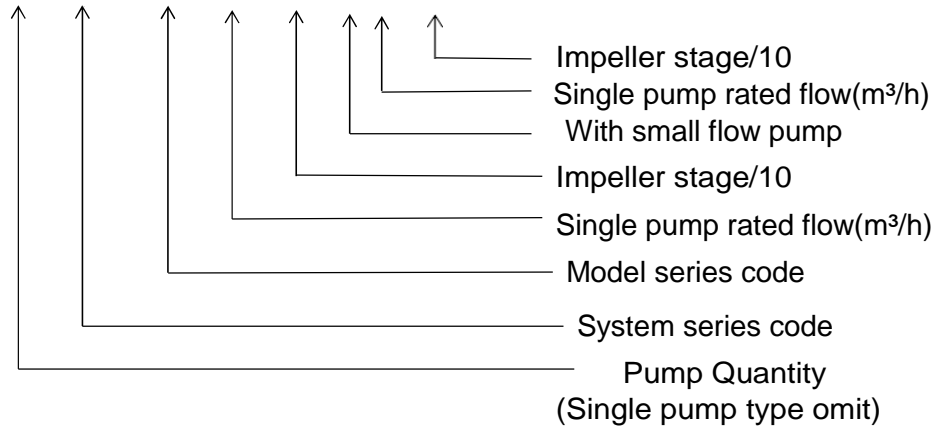 Impeller stage/10
Single pump rated flow(m³/h)
With small flow pump
Impeller stage/10
Single pump rated flow(m³/h)
Model series code
System series code
Pump Quantity
(Single pump type omit)